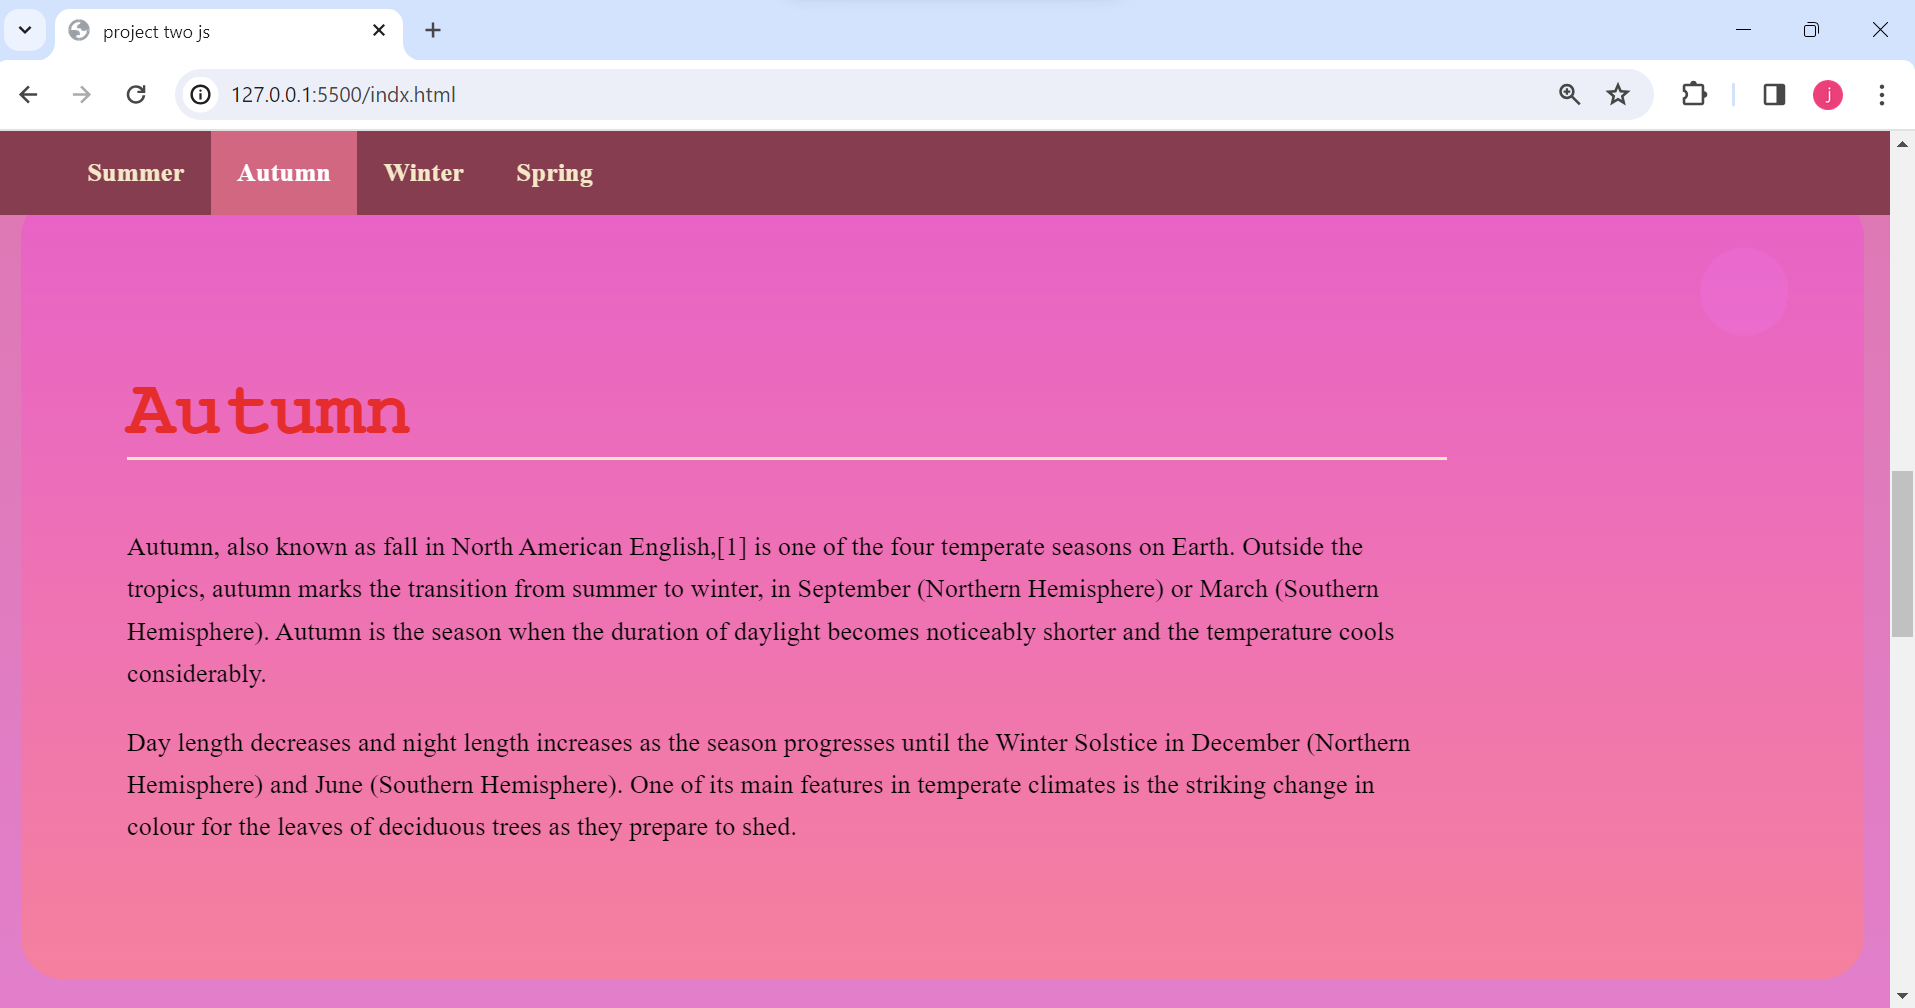 project two js
127.0.0.1:5500/indx.html
j
Summer Autumn Winter Spring
Autumn
Autumn, also known as fall in North American English,[1] is one of the four temperate seasons on Earth. Outside the
tropics, autumn marks the transition from summer to winter, in September (Northern Hemisphere) or March (Southern
Hemisphere). Autumn is the season when the duration of daylight becomes noticeably shorter and the temperature cools
considerably.
Day length decreases and night length increases as the season progresses until the Winter Solstice in December (Northern
Hemisphere) and June (Southern Hemisphere). One of its main features in temperate climates is the striking change in
colour for the leaves of deciduous trees as they prepare to shed.